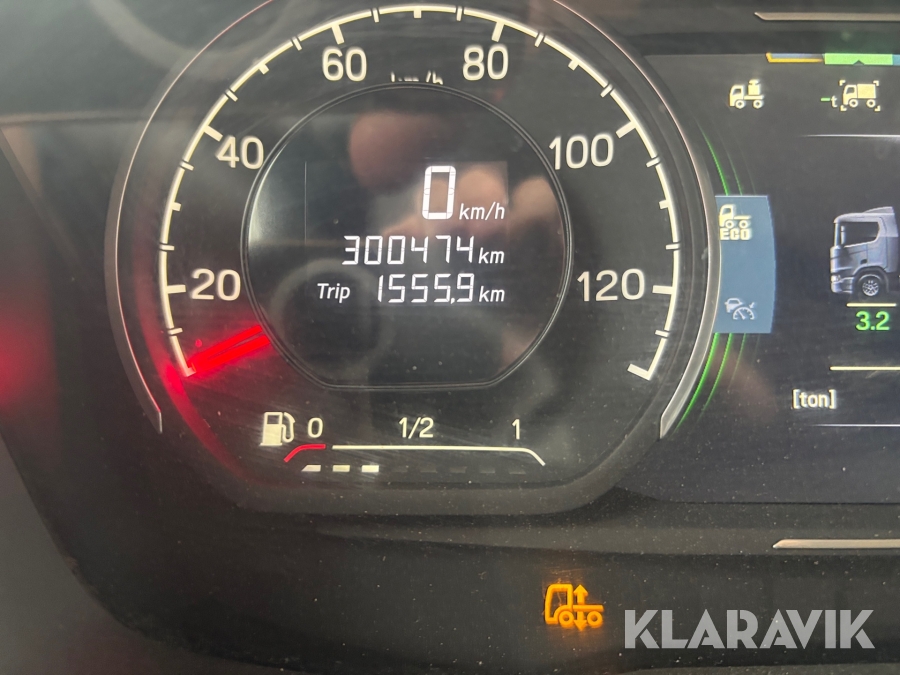 60 km/h 80
40 100
0 km/h
300474 km
20 Trip 1555,9 km 120
0 1/2 1
-t
ECO
3.2
[ton]
KLARAVIK